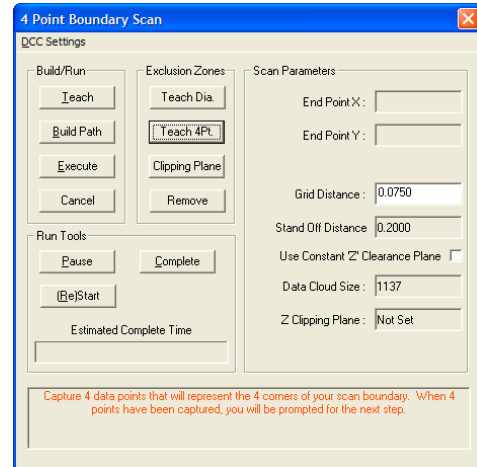 4 Point Boundary Scan
DCC Settings
Build/Run
Teach
Build Path
Execute
Cancel
Exclusion Zones
Teach Dia.
Teach 4Pt.
Clipping Plane
Remove
Scan Parameters
End Point X :
End Point Y :
Grid Distance : 0.0750
Stand Off Distance 0.2000
Use Constant 'Z' Clearance Plane
Data Cloud Size : 1137
Z Clipping Plane : Not Set
Run Tools
Pause
Complete
(Re)Start
Estimated Complete Time
Capture 4 data points that will represent the 4 corners of your scan boundary. When 4
points have been captured, you will be prompted for the next step.